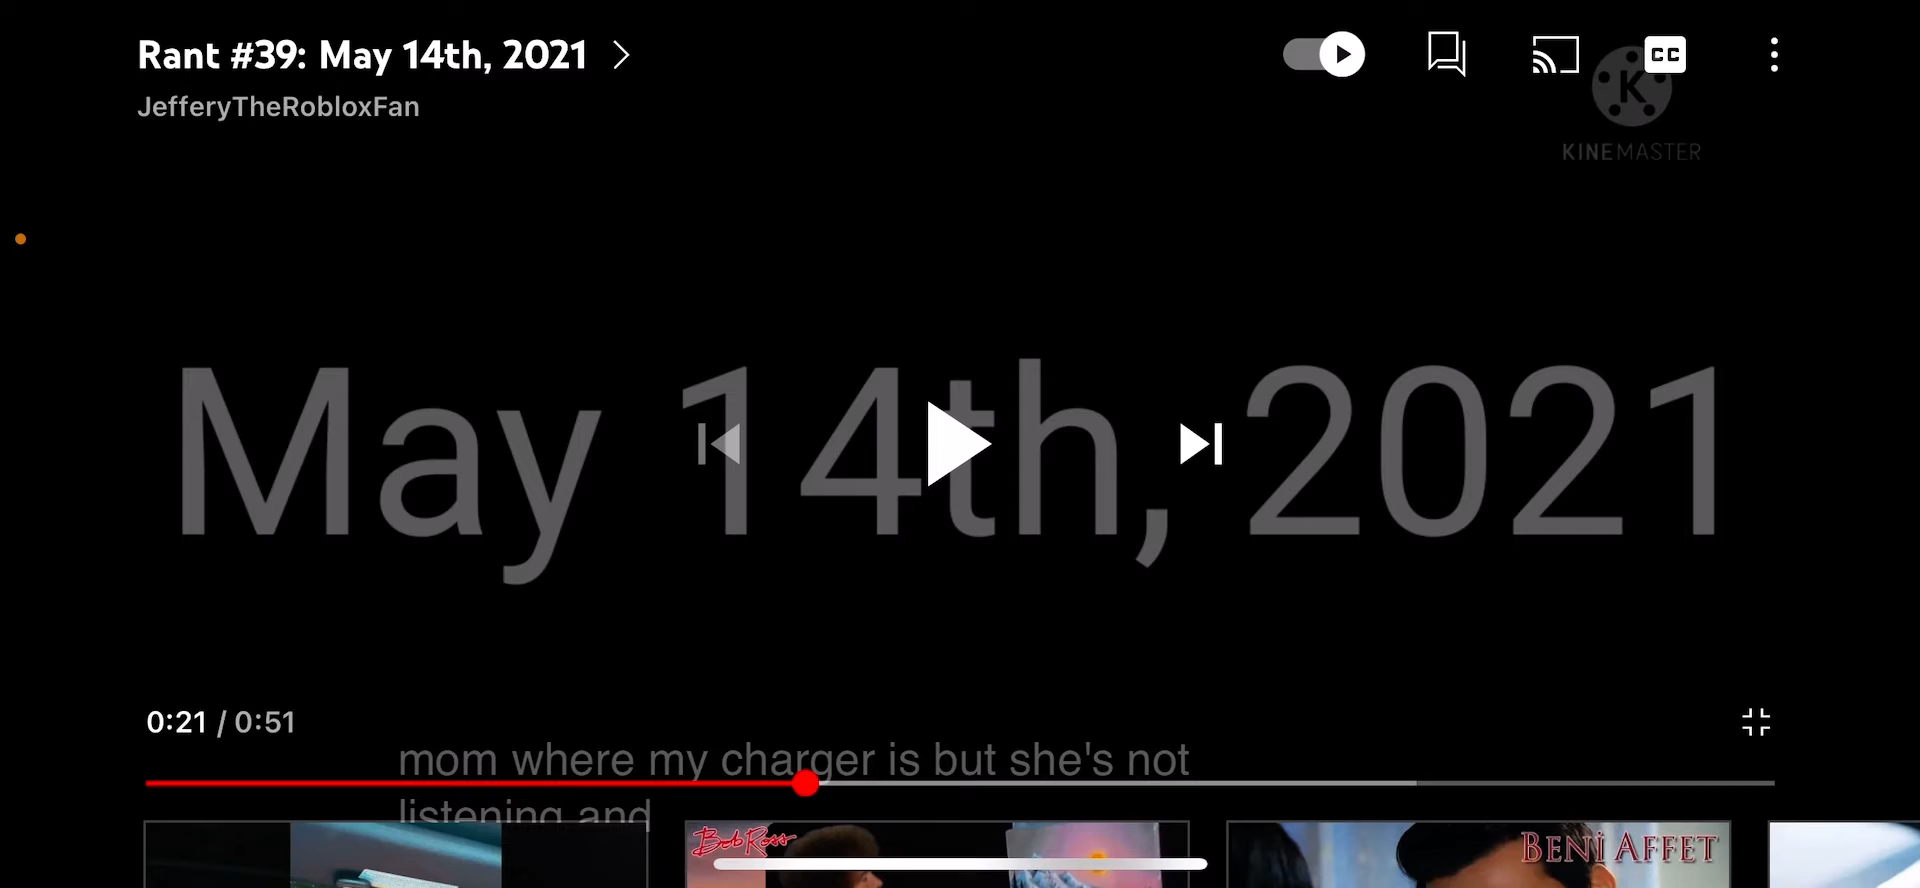 Rant #39: May 14th, 2021
JefferyTheRobloxFan
CC
K
KINEMASTER
May 14th, 2021
0:21 / 0:51
mom where my charger is but she's not
listening and
Bob Ross
BENİ AFFET